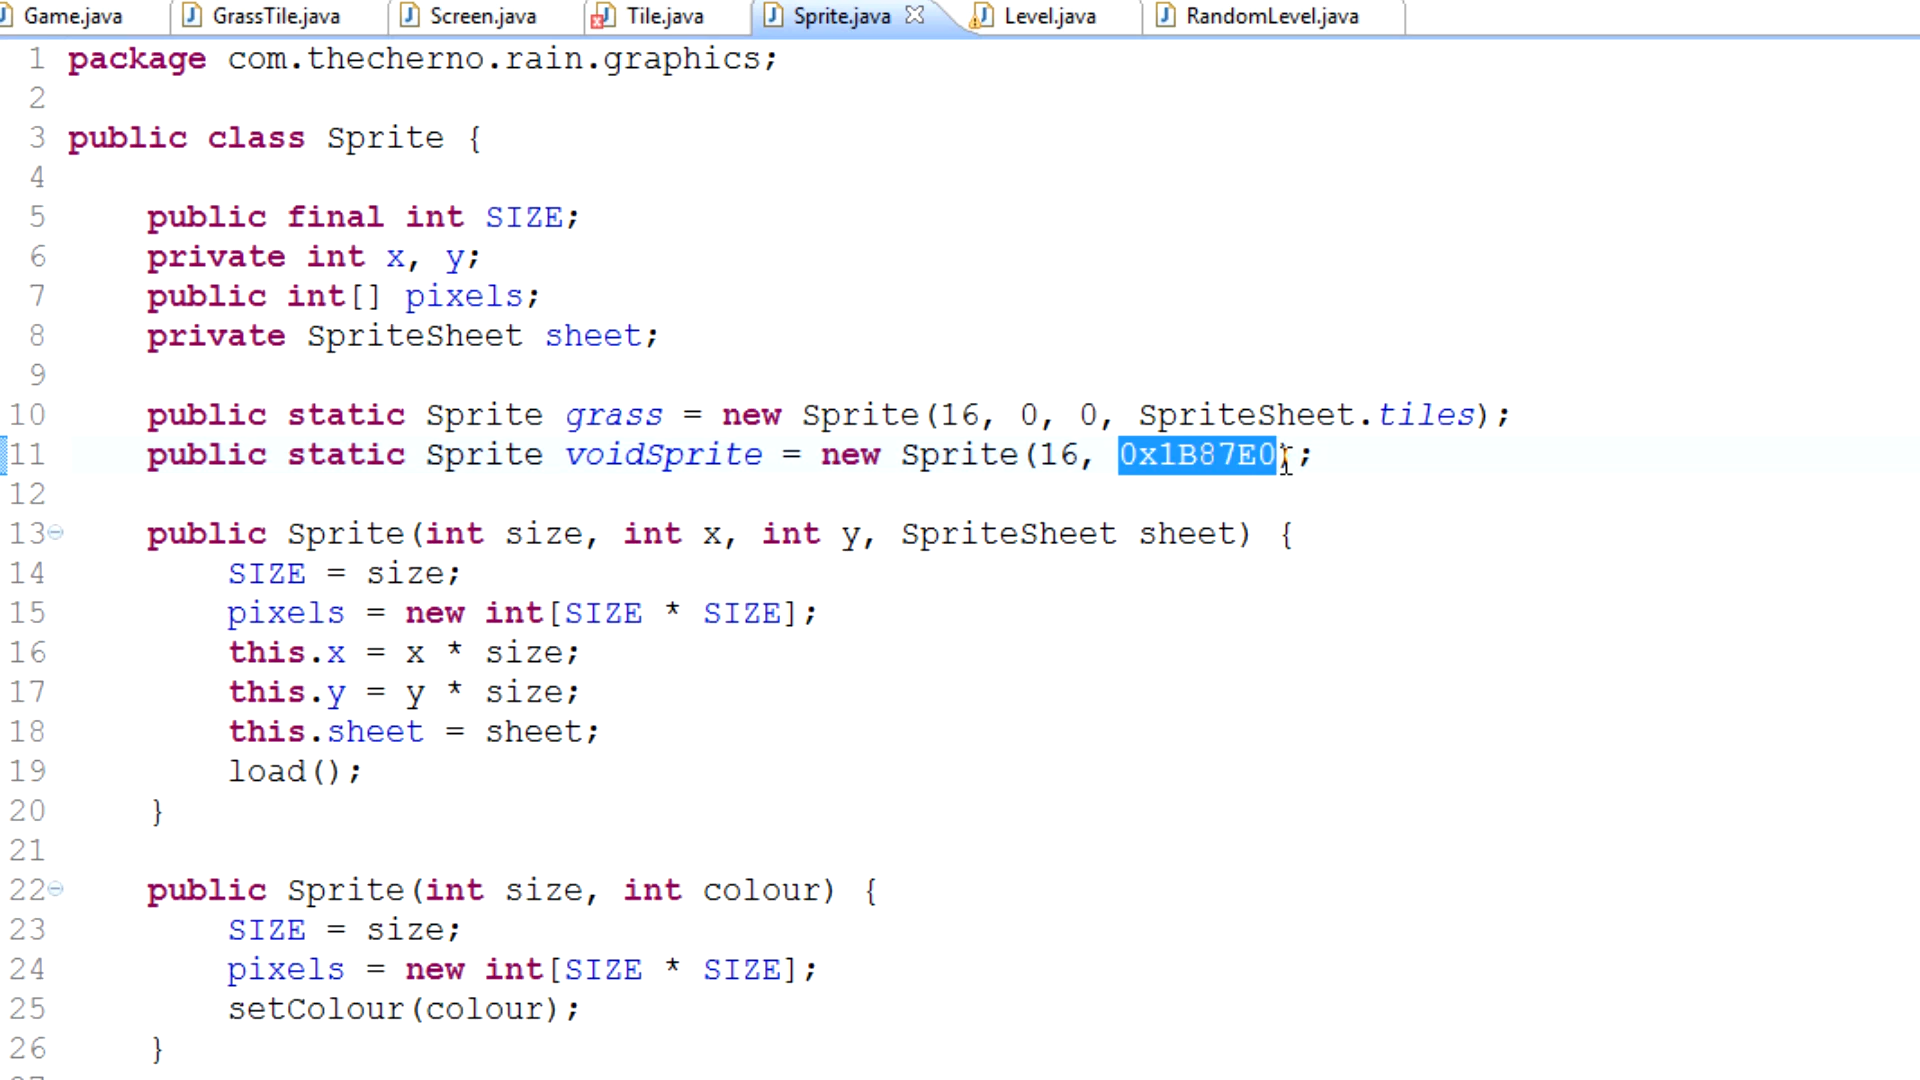 Game.java GrassTile.java Screen.java Tile.java Sprite.java Level.java RandomLevel.java
1 package com.thecherno.rain.graphics;
2
3 public class Sprite {
4
5 public final int SIZE;
6 private int x, y;
7 public int[] pixels;
8 private SpriteSheet sheet;
9
10 public static Sprite grass = new Sprite(16, 0, 0, SpriteSheet.tiles);
11 public static Sprite voidSprite = new Sprite(16, 0x1B87E0);
12
13 public Sprite(int size, int x, int y, SpriteSheet sheet) {
14 SIZE = size;
15 pixels = new int[SIZE * SIZE];
16 this.x = x * size;
17 this.y = y * size;
18 this.sheet = sheet;
19 load();
20 }
21
22 public Sprite(int size, int colour) {
23 SIZE = size;
24 pixels = new int[SIZE * SIZE];
25 setColour(colour);
26 }